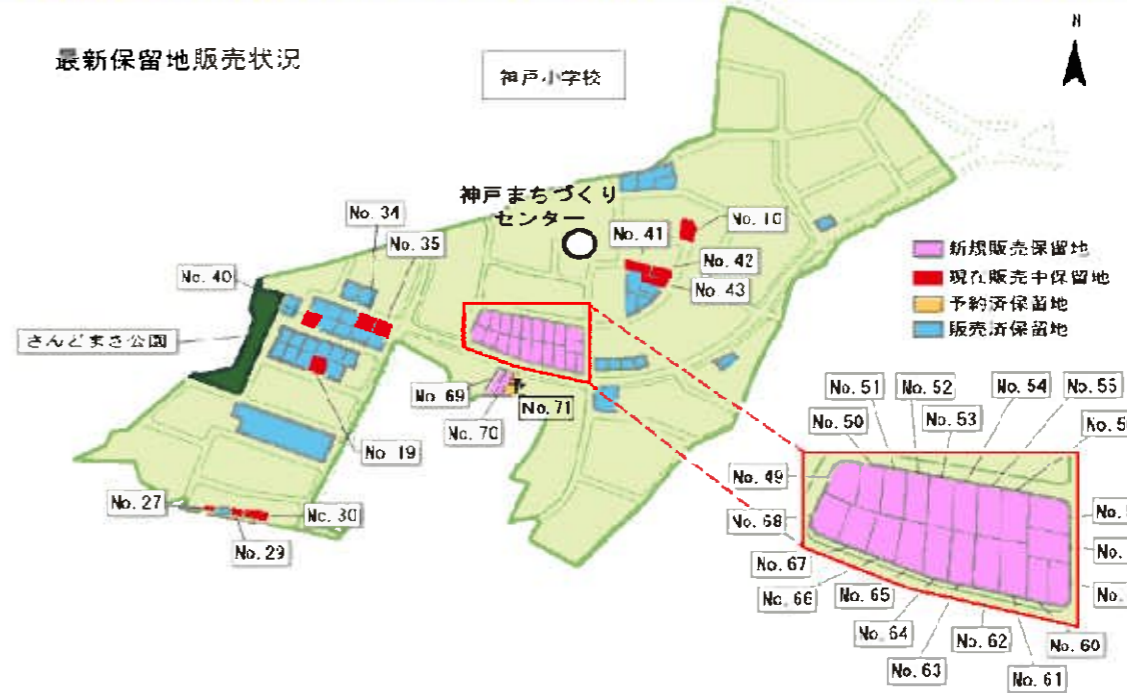 最新保留地販売状況
神戸小学校
N
神戸まちづくり
センター
No. 10
No. 41
No. 42
No. 43
No. 34
No. 35
No. 40
さんどまさ公園
新規販売保留地
現在販売中保留地
予約済保留地
販売済保留地
No. 69
No. 70
No. 71
No. 19
No. 27
No. 29
No. 30
No. 51
No. 52
No. 54
No. 55
No. 50
No. 53
No. 49
No. 68
No. 67
No. 66
No. 65
No. 64
No. 63
No. 62
No. 61
No. 60